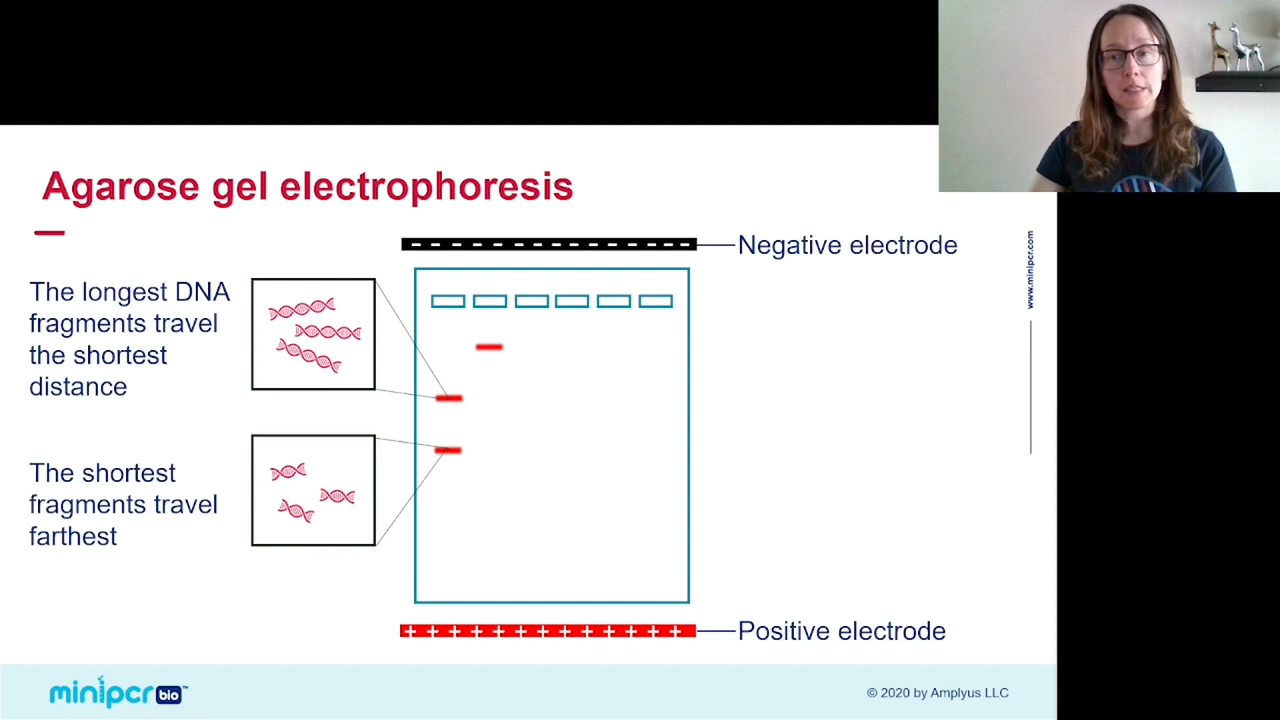 Agarose gel electrophoresis
Negative electrode
The longest DNA
fragments travel
the shortest
distance
The shortest
fragments travel
farthest
Positive electrode
www.minipcr.com
minipcr bio™
© 2020 by Amplyus LLC